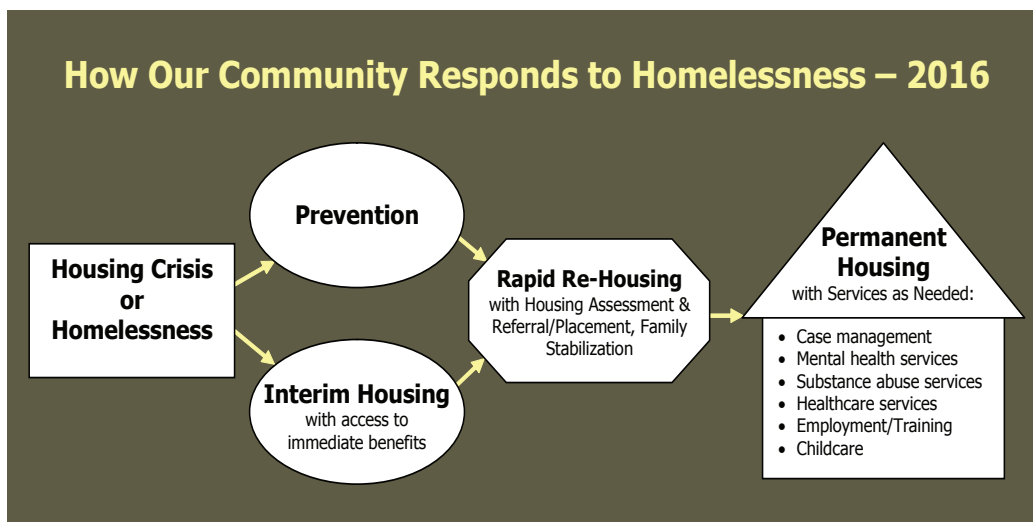 How Our Community Responds to Homelessness – 2016
Housing Crisis
or
Homelessness
Prevention
Interim Housing
with access to
immediate benefits
Rapid Re-Housing
with Housing Assessment &
Referral/Placement, Family
Stabilization
Permanent
Housing
with Services as Needed:
• Case management
• Mental health services
• Substance abuse services
• Healthcare services
• Employment/Training
• Childcare